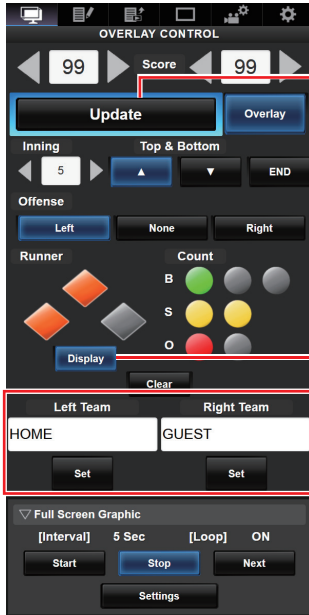 OVERLAY CONTROL
99 Score 99
Update Overlay
Inning Top & Bottom
5 ▲ ▼ END
Offense
Left None Right
Runner Count
B
S
O
Display
Clear
Left Team Right Team
HOME GUEST
Set Set
▽ Full Screen Graphic
[Interval] 5 Sec [Loop] ON
Start Stop Next
Settings